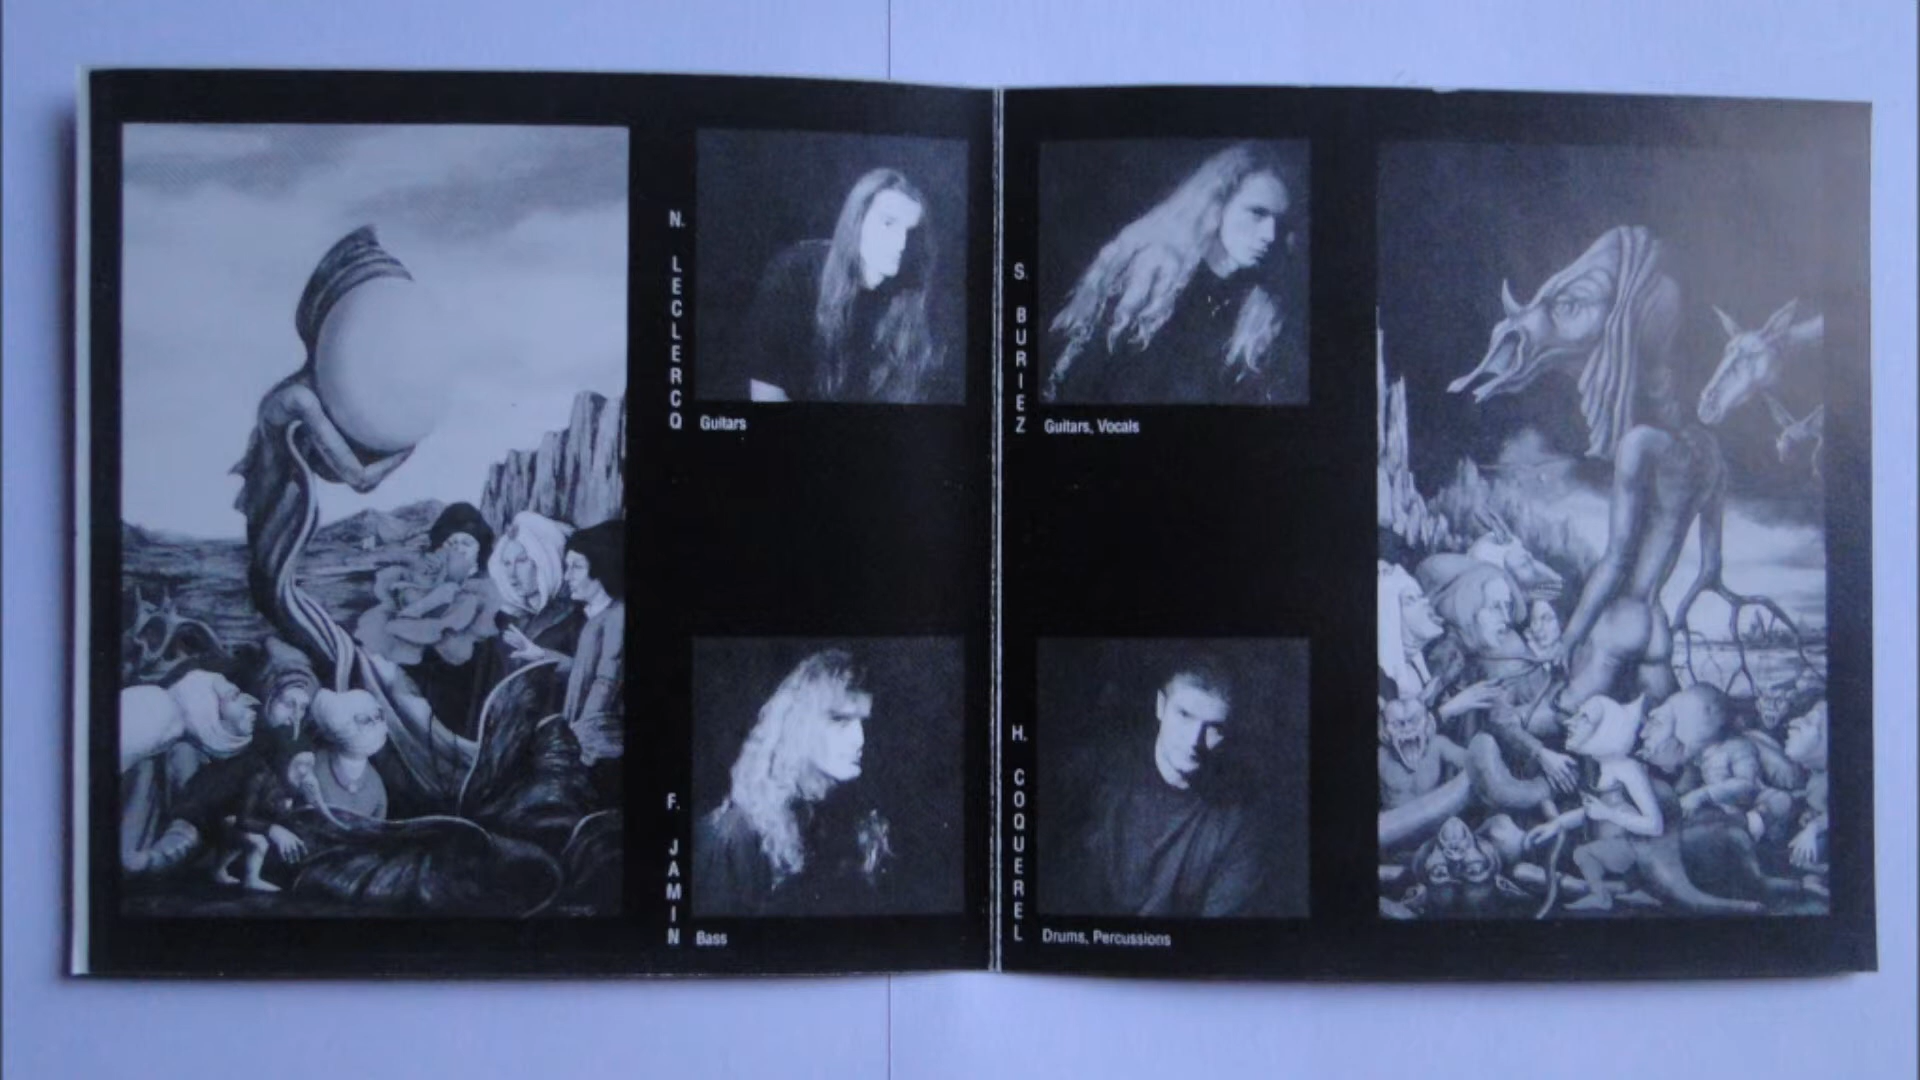 N. LECLERCQ
Guitars
F. JAMIN
Bass
S. BURIEZ
Guitars, Vocals
H. COQUEREL
Drums, Percussions